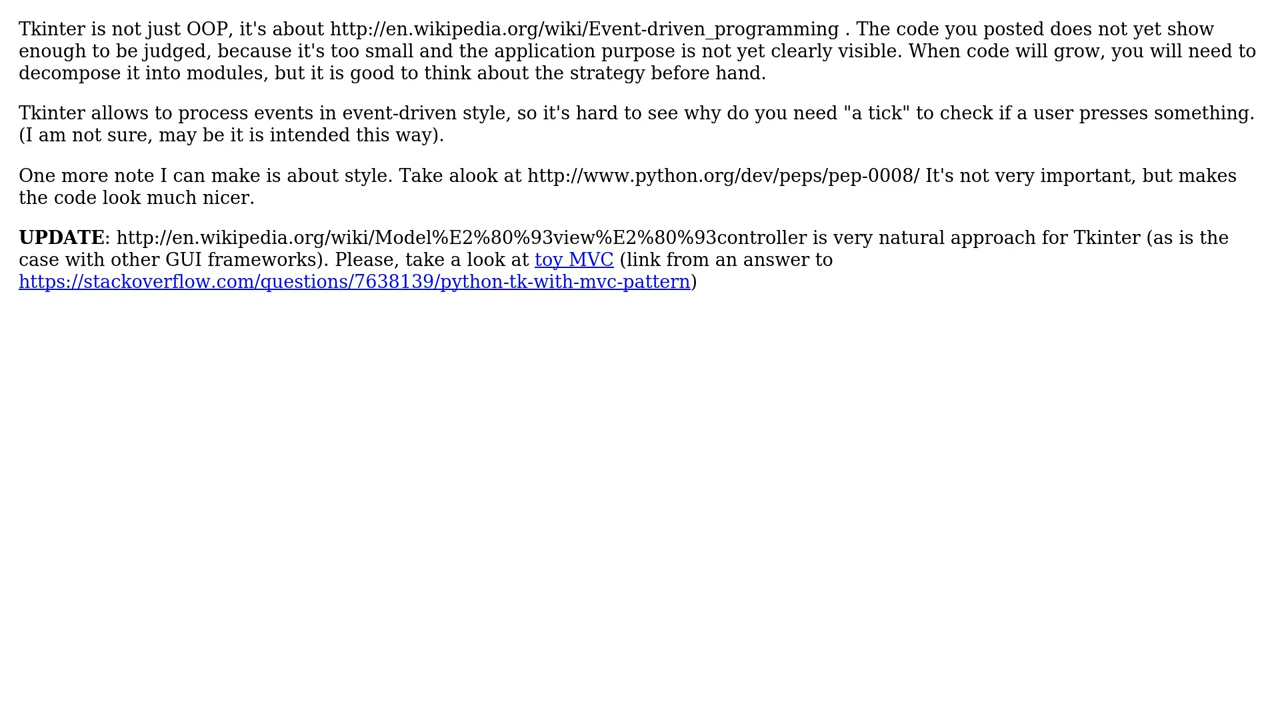 Tkinter is not just OOP, it's about http://en.wikipedia.org/wiki/Event-driven_programming . The code you posted does not yet show
enough to be judged, because it's too small and the application purpose is not yet clearly visible. When code will grow, you will need to
decompose it into modules, but it is good to think about the strategy before hand.
Tkinter allows to process events in event-driven style, so it's hard to see why do you need "a tick" to check if a user presses something.
(I am not sure, may be it is intended this way).
One more note I can make is about style. Take alook at http://www.python.org/dev/peps/pep-0008/ It's not very important, but makes
the code look much nicer.
UPDATE: http://en.wikipedia.org/wiki/Model%E2%80%93view%E2%80%93controller is very natural approach for Tkinter (as is the
case with other GUI frameworks). Please, take a look at toy MVC (link from an answer to
https://stackoverflow.com/questions/7638139/python-tk-with-mvc-pattern)